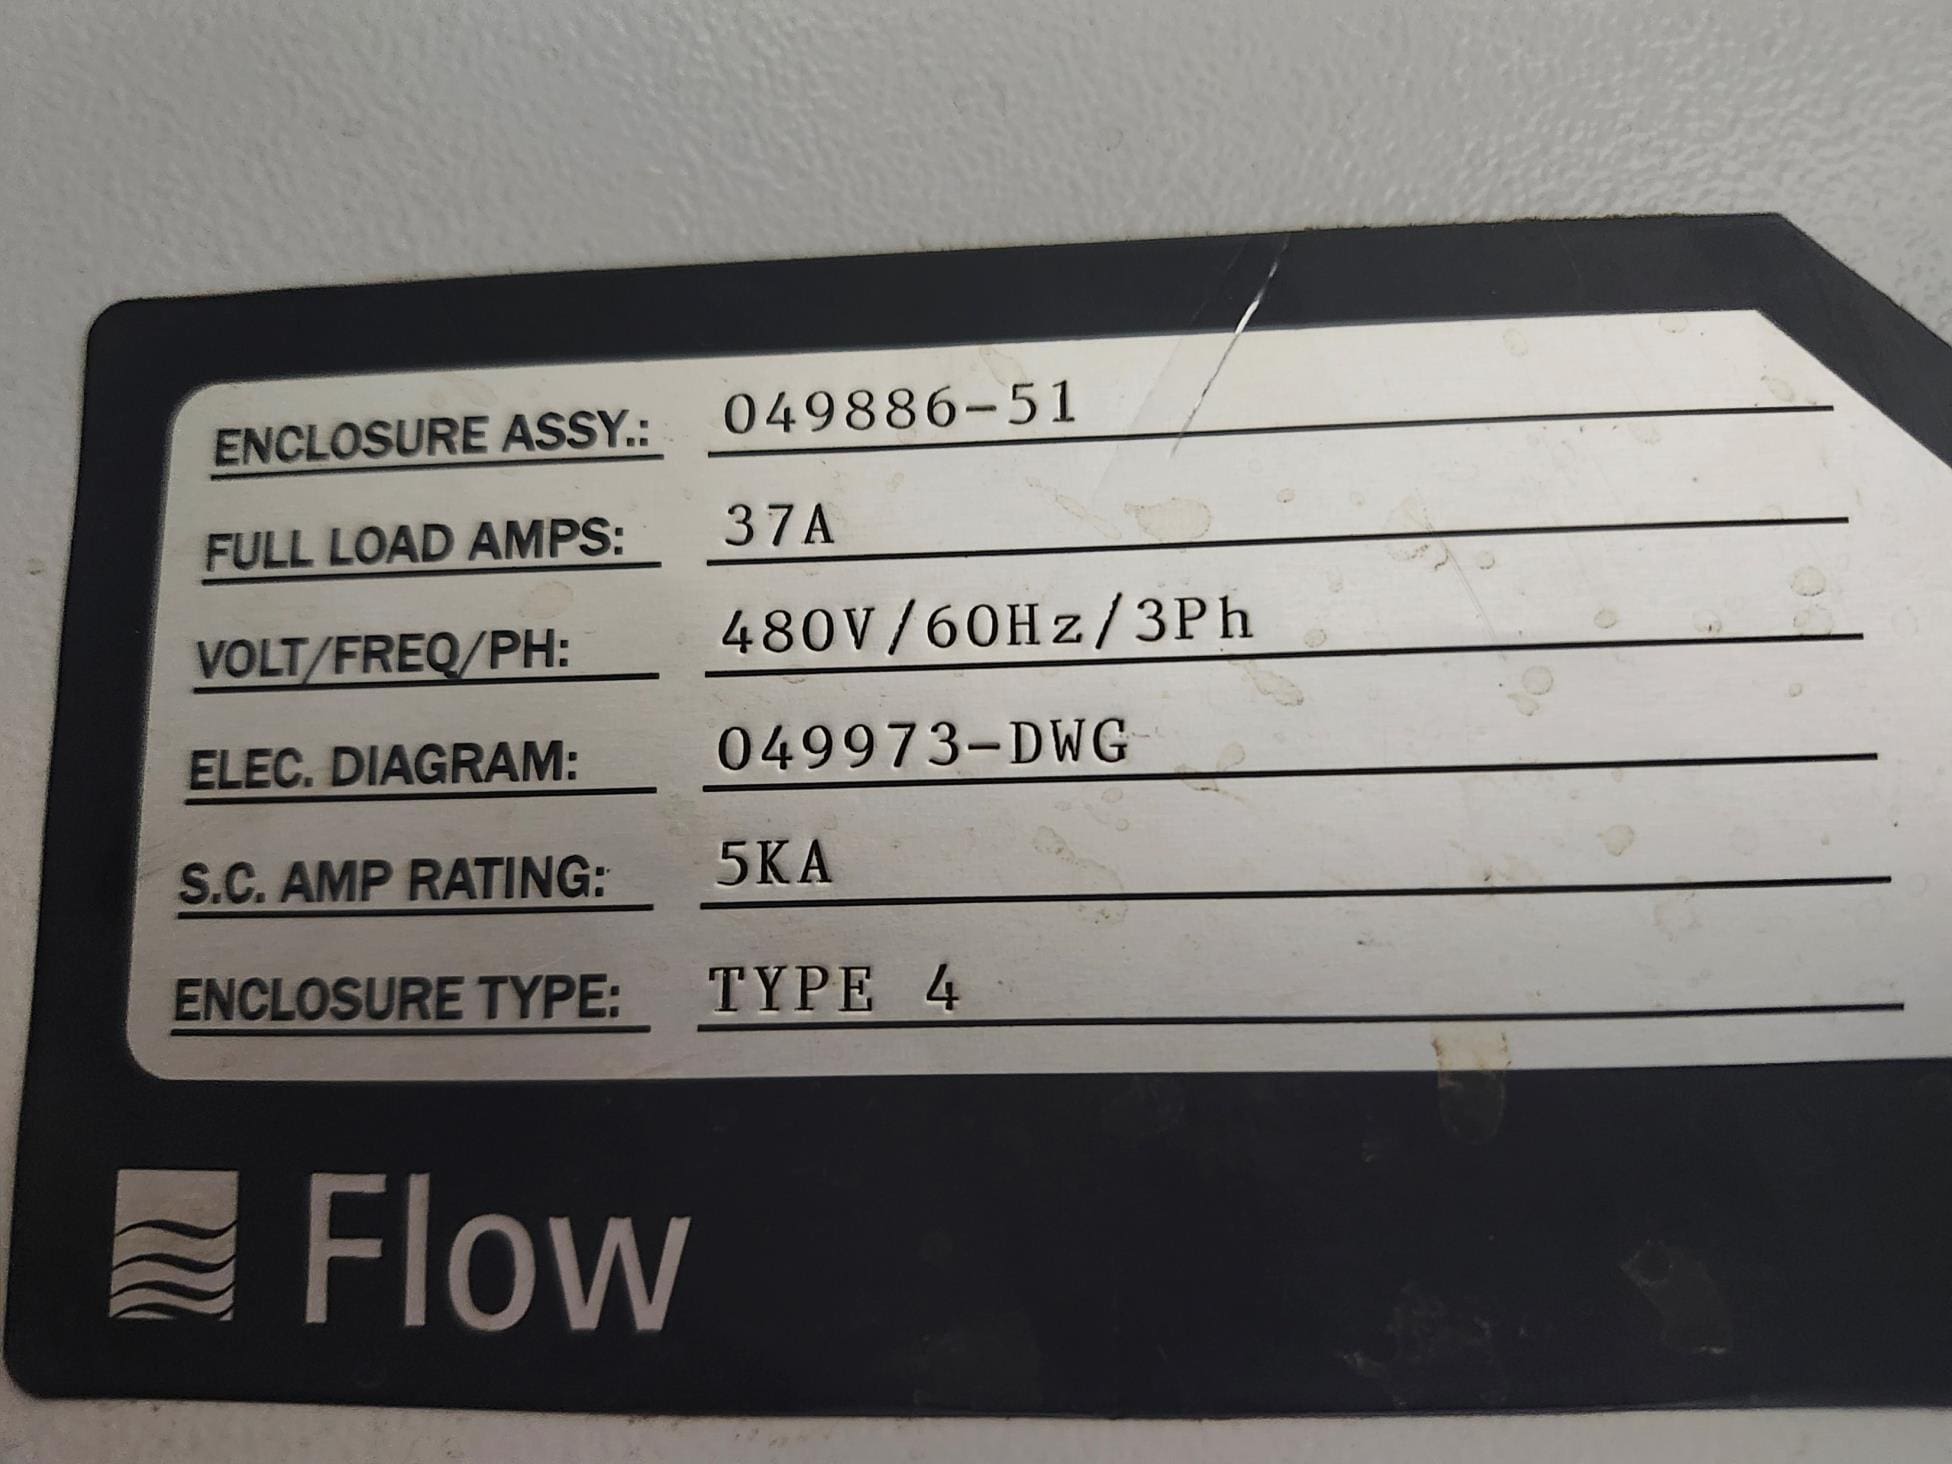 ENCLOSURE ASSY.: 049886-51
FULL LOAD AMPS: 37A
VOLT/FREQ/PH: 480V/60Hz/3Ph
ELEC. DIAGRAM: 049973-DWG
S.C. AMP RATING: 5KA
ENCLOSURE TYPE: TYPE 4
Flow